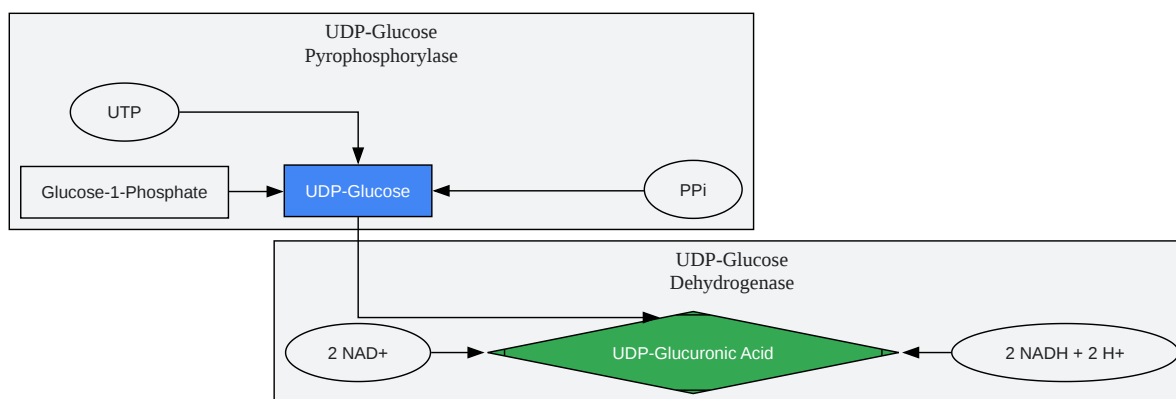 UDP-Glucose
Pyrophosphorylase
UTP
Glucose-1-Phosphate
UDP-Glucose
PPi
UDP-Glucose
Dehydrogenase
2 NAD+
UDP-Glucuronic Acid
2 NADH + 2 H+